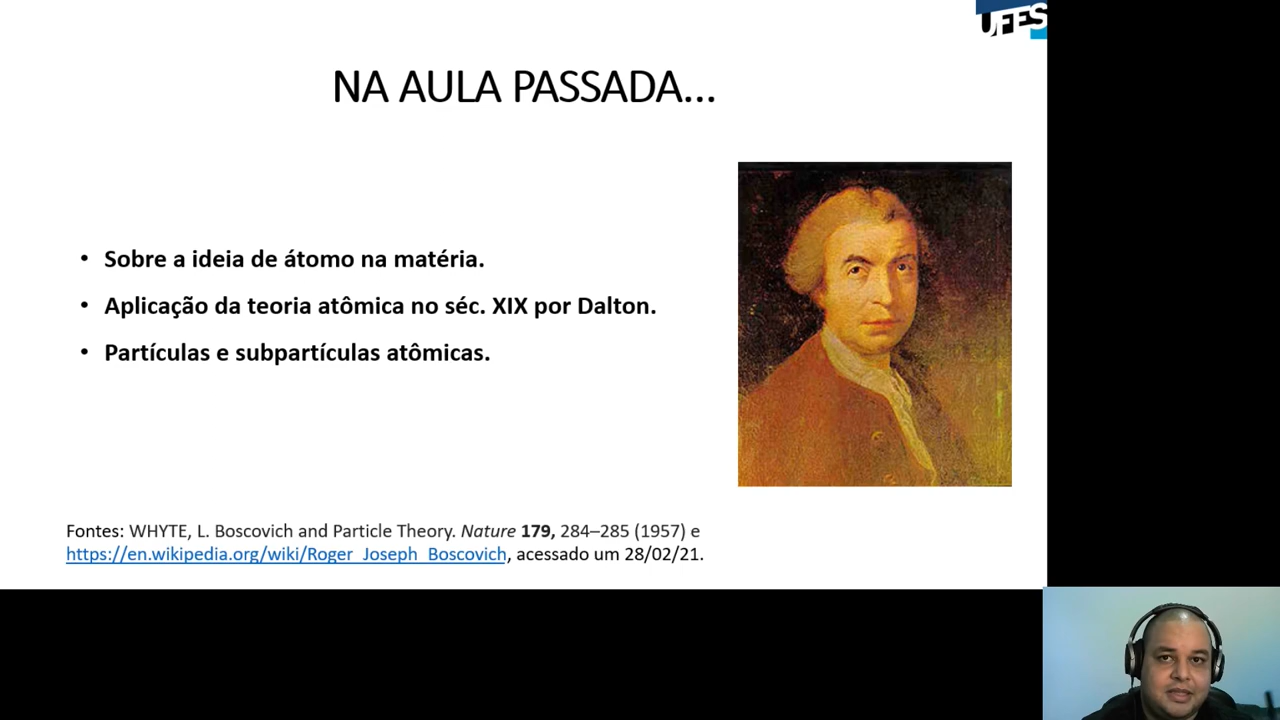 UFES
NA AULA PASSADA...
• Sobre a ideia de átomo na matéria.
• Aplicação da teoria atômica no séc. XIX por Dalton.
• Partículas e subpartículas atômicas.
Fontes: WHYTE, L. Boscovich and Particle Theory. Nature 179, 284–285 (1957) e
https://en.wikipedia.org/wiki/Roger_Joseph_Boscovich, acessado um 28/02/21.